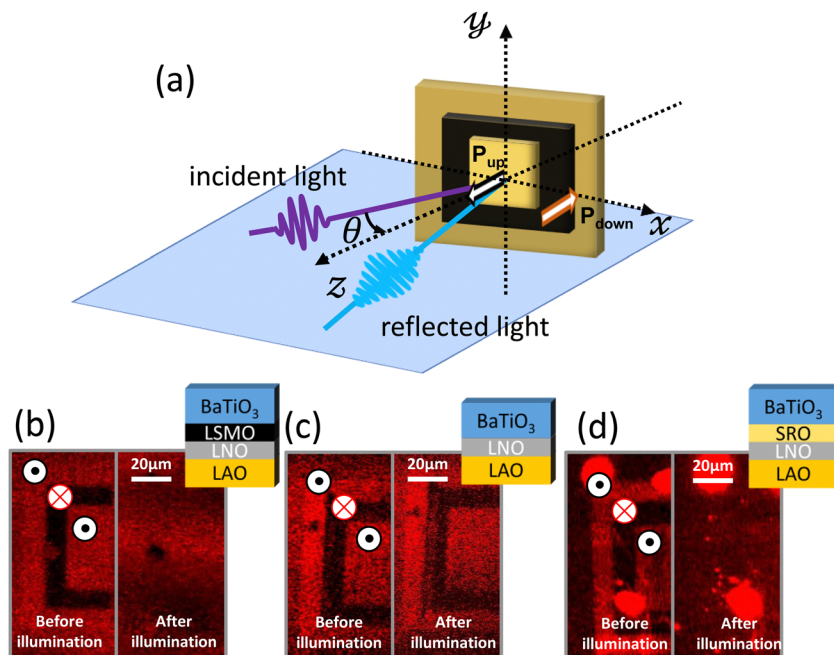 (a)
y
P up
incident light
P down
x
θ
z
reflected light
(b)
BaTiO3
LSMO
LNO
LAO
20μm
Before
illumination
After
illumination
(c)
BaTiO3
LNO
LAO
20μm
Before
illumination
After
illumination
(d)
BaTiO3
SRO
LNO
LAO
20μm
Before
illumination
After
illumination